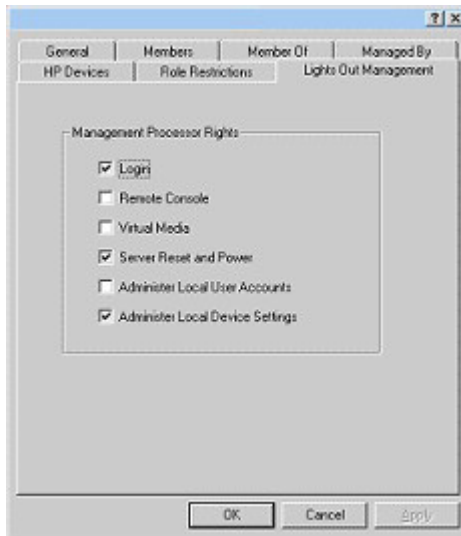 General Members Member Of Managed By
HP Devices Role Restrictions Lights Out Management
Management Processor Rights
Login
Remote Console
Virtual Media
Server Reset and Power
Administer Local User Accounts
Administer Local Device Settings
OK Cancel Apply